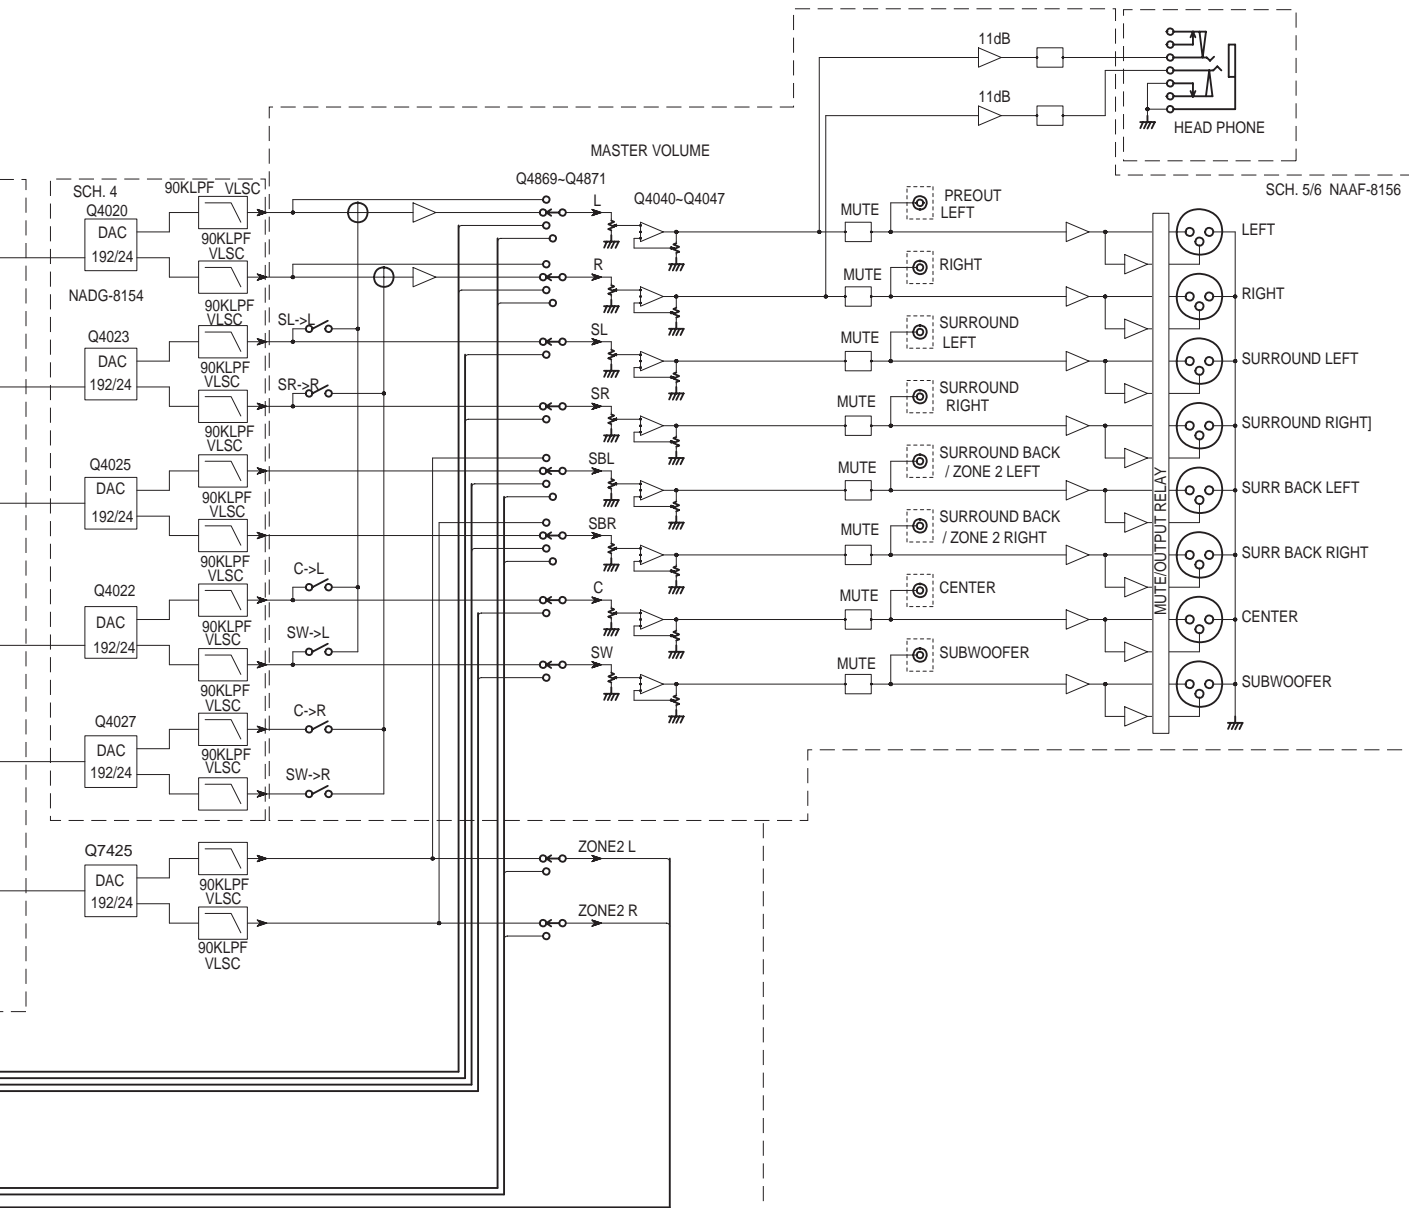 11dB
11dB
HEAD PHONE
MASTER VOLUME
SCH. 5/6 NAAF-8156
SCH. 4
90KLPF VLSC
Q4020
DAC
192/24
90KLPF
VLSC
NADG-8154
90KLPF
VLSC
Q4023
DAC
192/24
90KLPF
VLSC
90KLPF
VLSC
Q4025
DAC
192/24
90KLPF
VLSC
90KLPF
VLSC
Q4022
DAC
192/24
90KLPF
VLSC
90KLPF
VLSC
Q4027
DAC
192/24
90KLPF
VLSC
Q7425
DAC
192/24
90KLPF
VLSC
90KLPF
VLSC
SL->L
SR->R
C->L
SW->L
C->R
SW->R
Q4869~Q4871
Q4040~Q4047
L
R
SL
SR
SBL
SBR
C
SW
ZONE2 L
ZONE2 R
MUTE
MUTE
MUTE
MUTE
MUTE
MUTE
MUTE
MUTE
PREOUT
LEFT
RIGHT
SURROUND
LEFT
SURROUND
RIGHT
SURROUND BACK
/ ZONE 2 LEFT
SURROUND BACK
/ ZONE 2 RIGHT
CENTER
SUBWOOFER
MUTE/OUTPUT RELAY
LEFT
RIGHT
SURROUND LEFT
SURROUND RIGHT]
SURR BACK LEFT
SURR BACK RIGHT
CENTER
SUBWOOFER